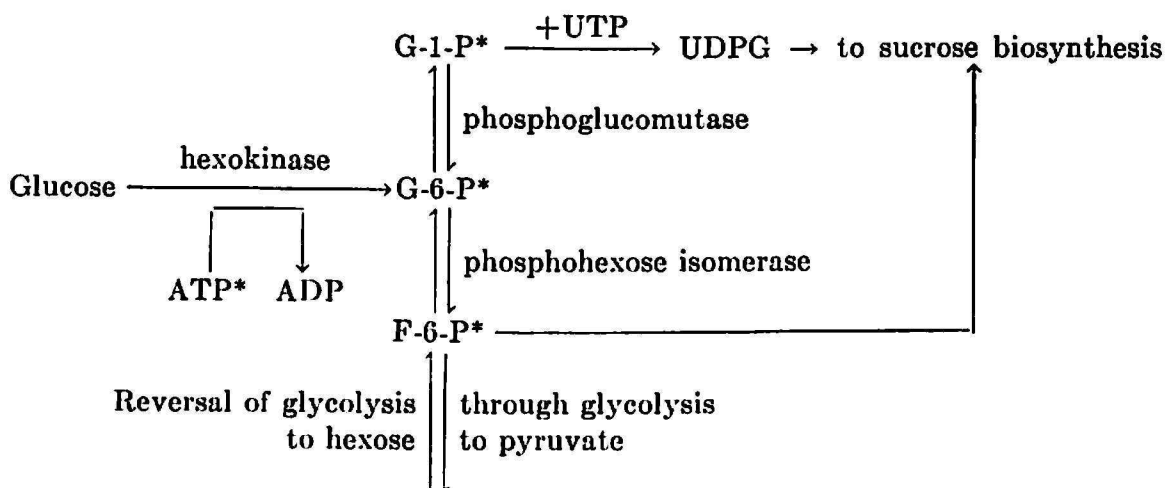 G-1-P* +UTP UDPG → to sucrose biosynthesis
phosphoglucomutase
hexokinase
Glucose G-6-P*
phosphohexose isomerase
ATP* ADP
F-6-P*
Reversal of glycolysis through glycolysis
to hexose to pyruvate